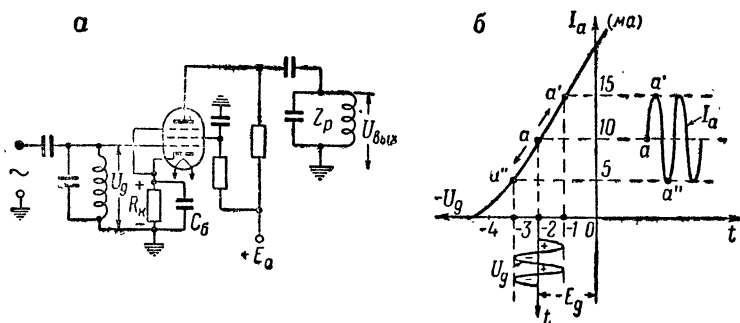 а
Z_p
U_вых
U_g
+
R_к
-
C_б
+ E_a
~
б
I_a (ма)
15
10
5
a'
a
а"
a'
I_a
a
a"
-U_g
-4 -3 -2 -1 0
t
U_g
+
-
+
-
-E_g
t